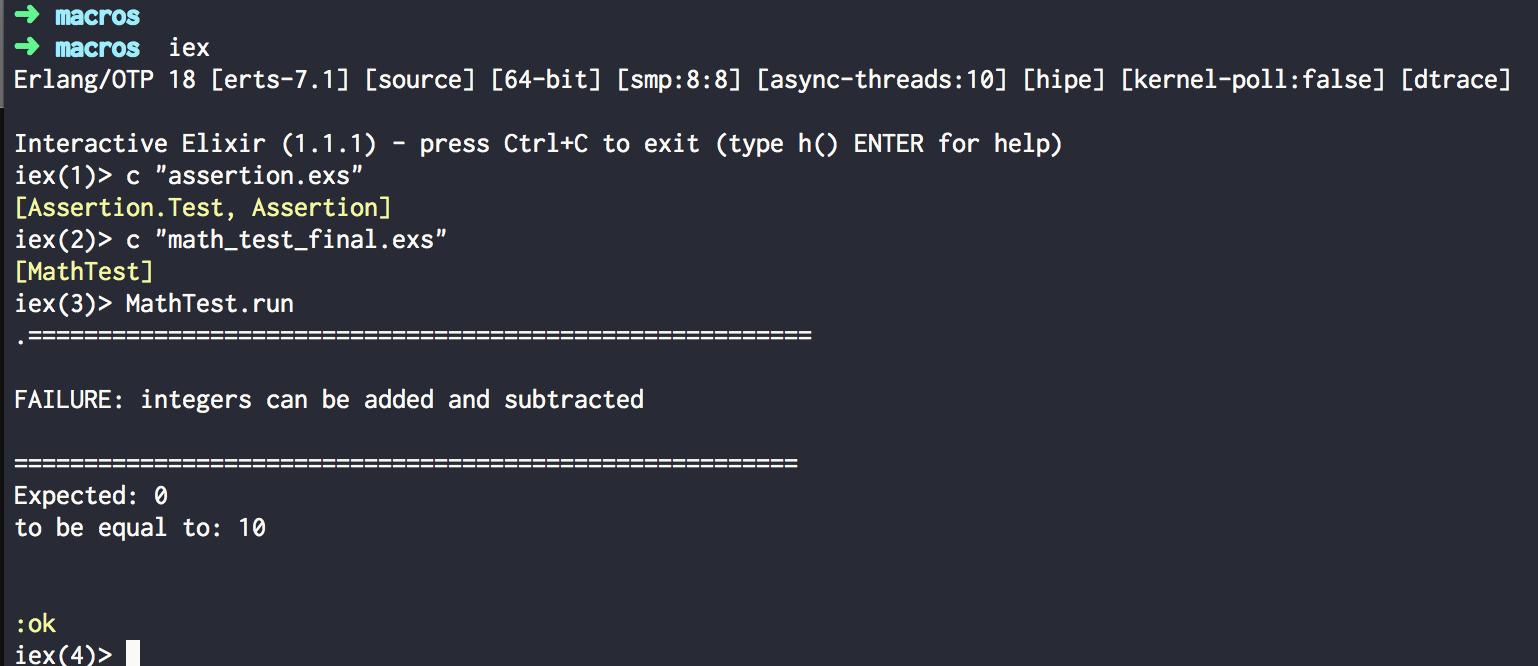 ➜ macros
➜ macros iex
Erlang/OTP 18 [erts-7.1] [source] [64-bit] [smp:8:8] [async-threads:10] [hipe] [kernel-poll:false] [dtrace]
Interactive Elixir (1.1.1) - press Ctrl+C to exit (type h() ENTER for help)
iex(1)> c "assertion.exs"
[Assertion.Test, Assertion]
iex(2)> c "math_test_final.exs"
[MathTest]
iex(3)> MathTest.run
.========================================================
FAILURE: integers can be added and subtracted
========================================================
Expected: 0
to be equal to: 10
:ok
iex(4)>